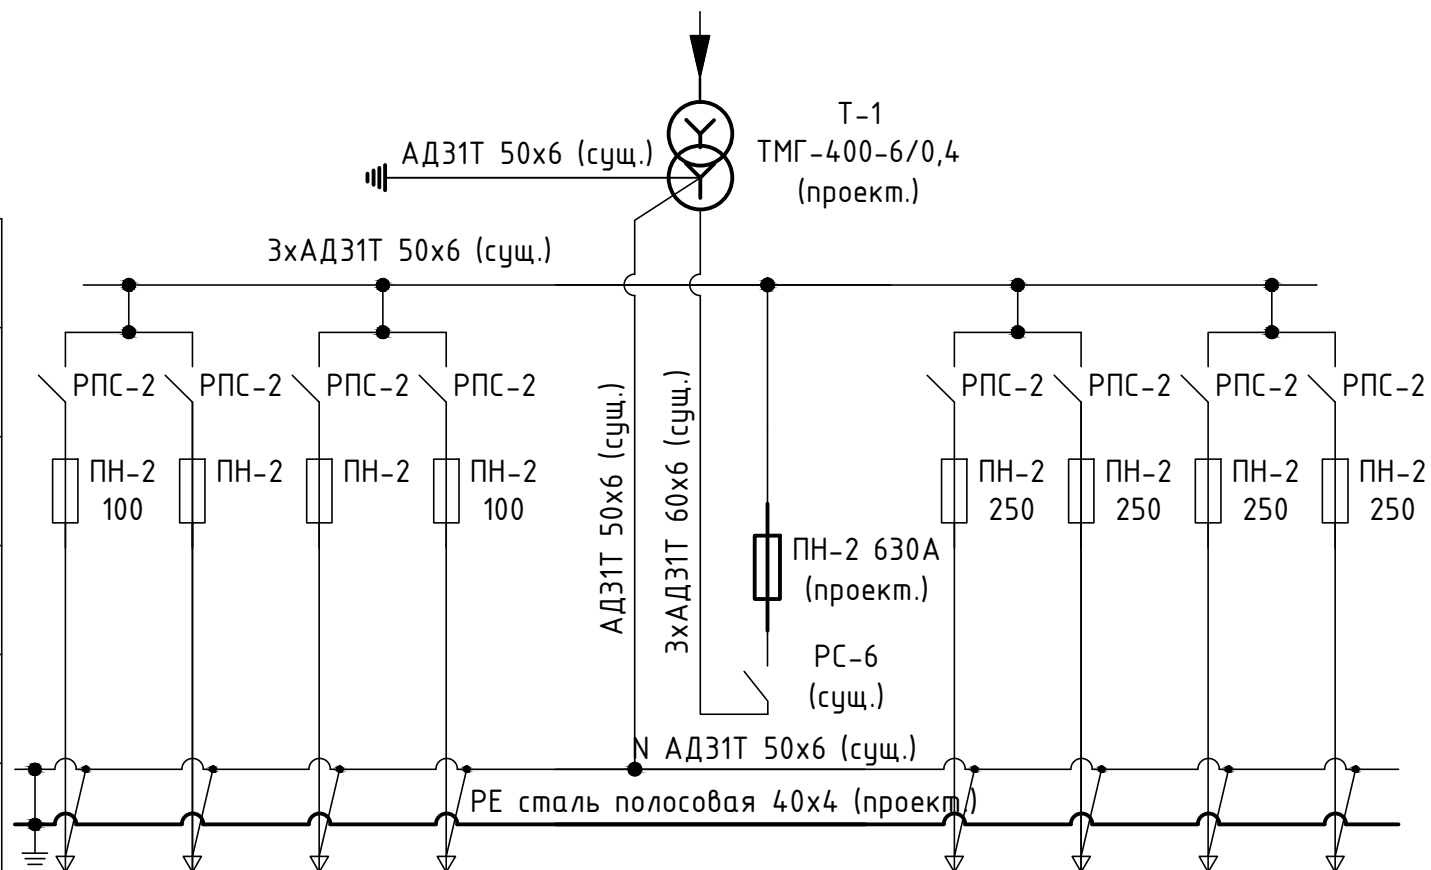 Т-1
ТМГ-400-6/0,4
(проект.)
АД31Т 50х6 (сущ.)
3хАД31Т 50х6 (сущ.)
РПС-2
РПС-2
РПС-2
РПС-2
РПС-2
РПС-2
РПС-2
РПС-2
ПН-2
100
ПН-2
ПН-2
ПН-2
100
АД31Т 50х6 (сущ.)
3хАД31Т 60х6 (сущ.)
ПН-2 630А
(проект.)
РС-6
(сущ.)
ПН-2
250
ПН-2
250
ПН-2
250
ПН-2
250
N АД31Т 50х6 (сущ.)
РЕ сталь полосовая 40х4 (проект.)